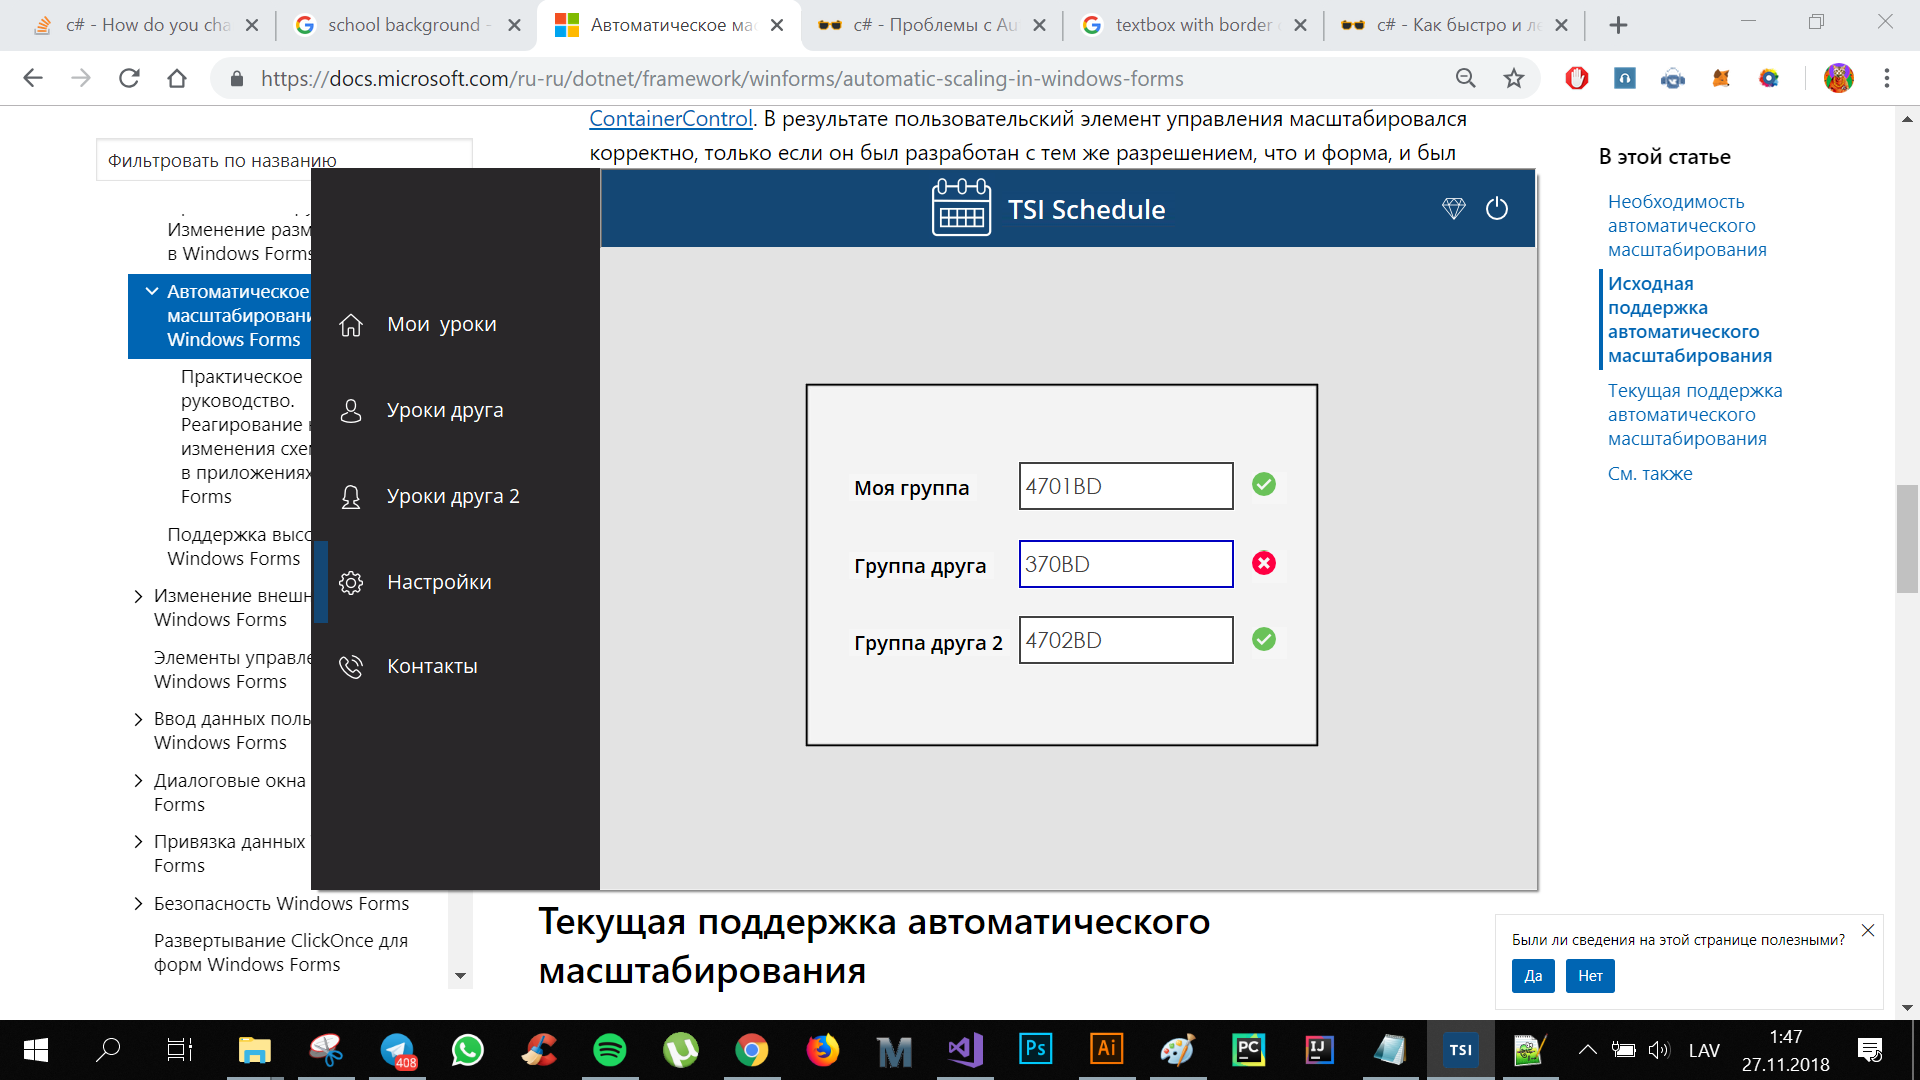 c# - How do you cha
school background -
Автоматическое мас
c# - Проблемы с Au
textbox with border
c# - Как быстро и ле
https://docs.microsoft.com/ru-ru/dotnet/framework/winforms/automatic-scaling-in-windows-forms
ContainerControl. В результате пользовательский элемент управления масштабировался
корректно, только если он был разработан с тем же разрешением, что и форма, и был
Фильтровать по названию
Изменение разм
в Windows Forms
Автоматическое
масштабировани
Windows Forms
Практическое
руководство.
Реагирование н
изменения схе
в приложениях
Forms
Поддержка высо
Windows Forms
Изменение внешн
Windows Forms
Элементы управле
Windows Forms
Ввод данных поль
Windows Forms
Диалоговые окна
Forms
Привязка данных
Forms
Безопасность Windows Forms
Развертывание ClickOnce для
форм Windows Forms
TSI Schedule
Мои уроки
Уроки друга
Уроки друга 2
Настройки
Контакты
Моя группа
4701BD
Группа друга
370BD
Группа друга 2
4702BD
В этой статье
Необходимость
автоматического
масштабирования
Исходная
поддержка
автоматического
масштабирования
Текущая поддержка
автоматического
масштабирования
См. также
Текущая поддержка автоматического
масштабирования
Были ли сведения на этой странице полезными?
Да
Нет
408
Ps
Ai
PC
IJ
TSI
LAV
1:47
27.11.2018